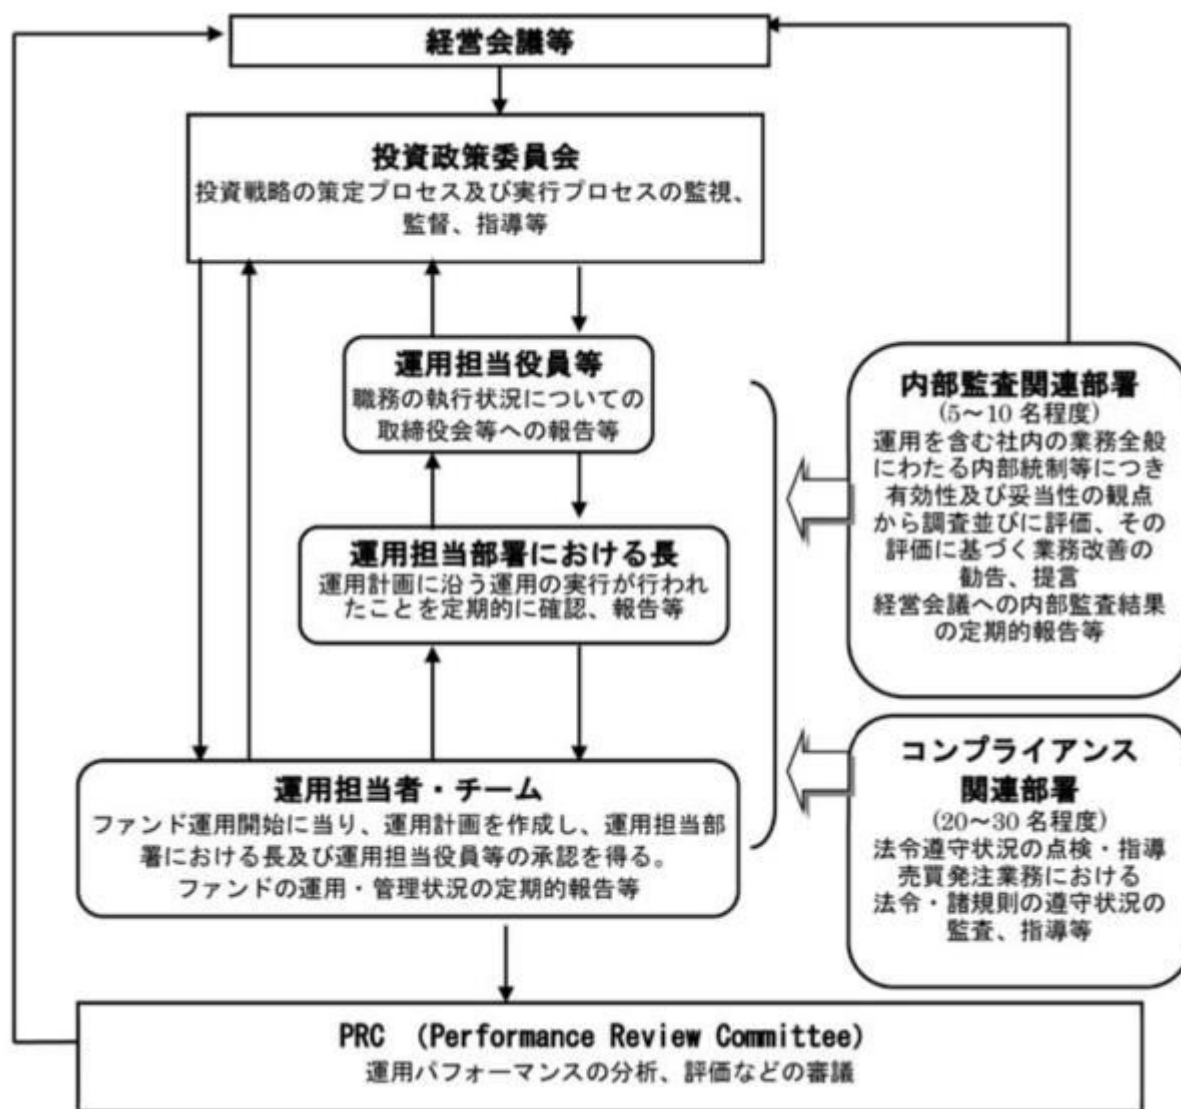 経営会議等
投資政策委員会
投資戦略の策定プロセス及び実行プロセスの監視、
監督、指導等
運用担当役員等
職務の執行状況についての
取締役会等への報告等
運用担当部署における長
運用計画に沿う運用の実行が行われ
たことを定期的に確認、報告等
運用担当者・チーム
ファンド運用開始に当り、運用計画を作成し、運用担当部
署における長及び運用担当役員等の承認を得る。
ファンドの運用・管理状況の定期的報告等
内部監査関連部署
(5～10 名程度)
運用を含む社内の業務全般
にわたる内部統制等につき
有効性及び妥当性の観点
から調査並びに評価、その
評価に基づく業務改善の
勧告、提言
経営会議への内部監査結果
の定期的報告等
コンプライアンス
関連部署
(20～30 名程度)
法令遵守状況の点検・指導
売買発注業務における
法令・諸規則の遵守状況の
監査、指導等
PRC (Performance Review Committee)
運用パフォーマンスの分析、評価などの審議